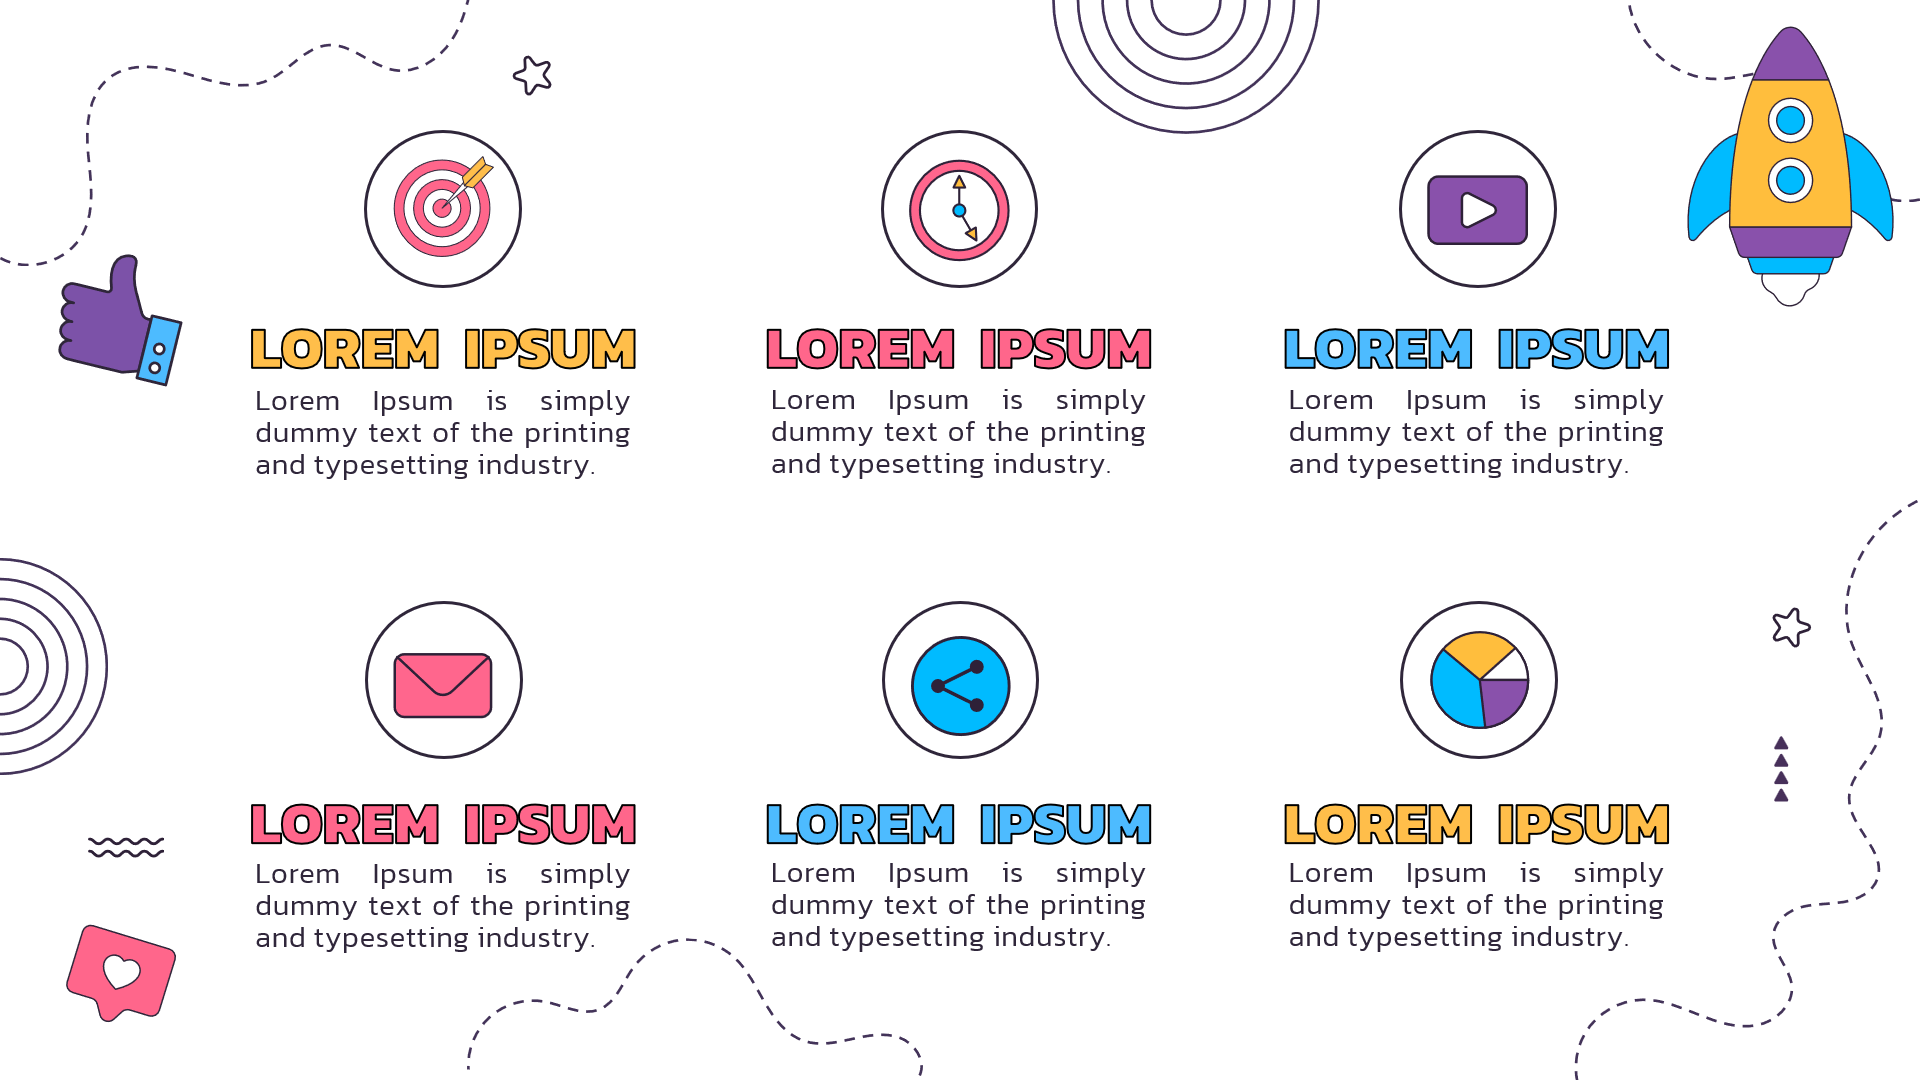 LOREM IPSUM
Lorem Ipsum is simply
dummy text of the printing
and typesetting industry.
LOREM IPSUM
Lorem Ipsum is simply
dummy text of the printing
and typesetting industry.
LOREM IPSUM
Lorem Ipsum is simply
dummy text of the printing
and typesetting industry.
LOREM IPSUM
Lorem Ipsum is simply
dummy text of the printing
and typesetting industry.
LOREM IPSUM
Lorem Ipsum is simply
dummy text of the printing
and typesetting industry.
LOREM IPSUM
Lorem Ipsum is simply
dummy text of the printing
and typesetting industry.